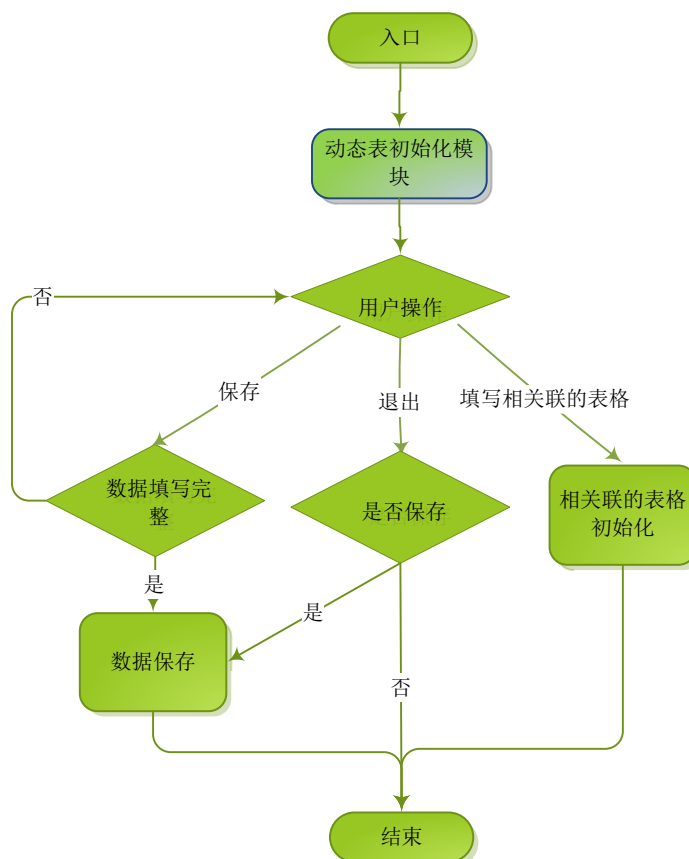 入口
动态表初始化模
块
用户操作
否
保存
退出
填写相关联的表格
数据填写完
整
是否保存
相关联的表格
初始化
是
是
数据保存
否
结束